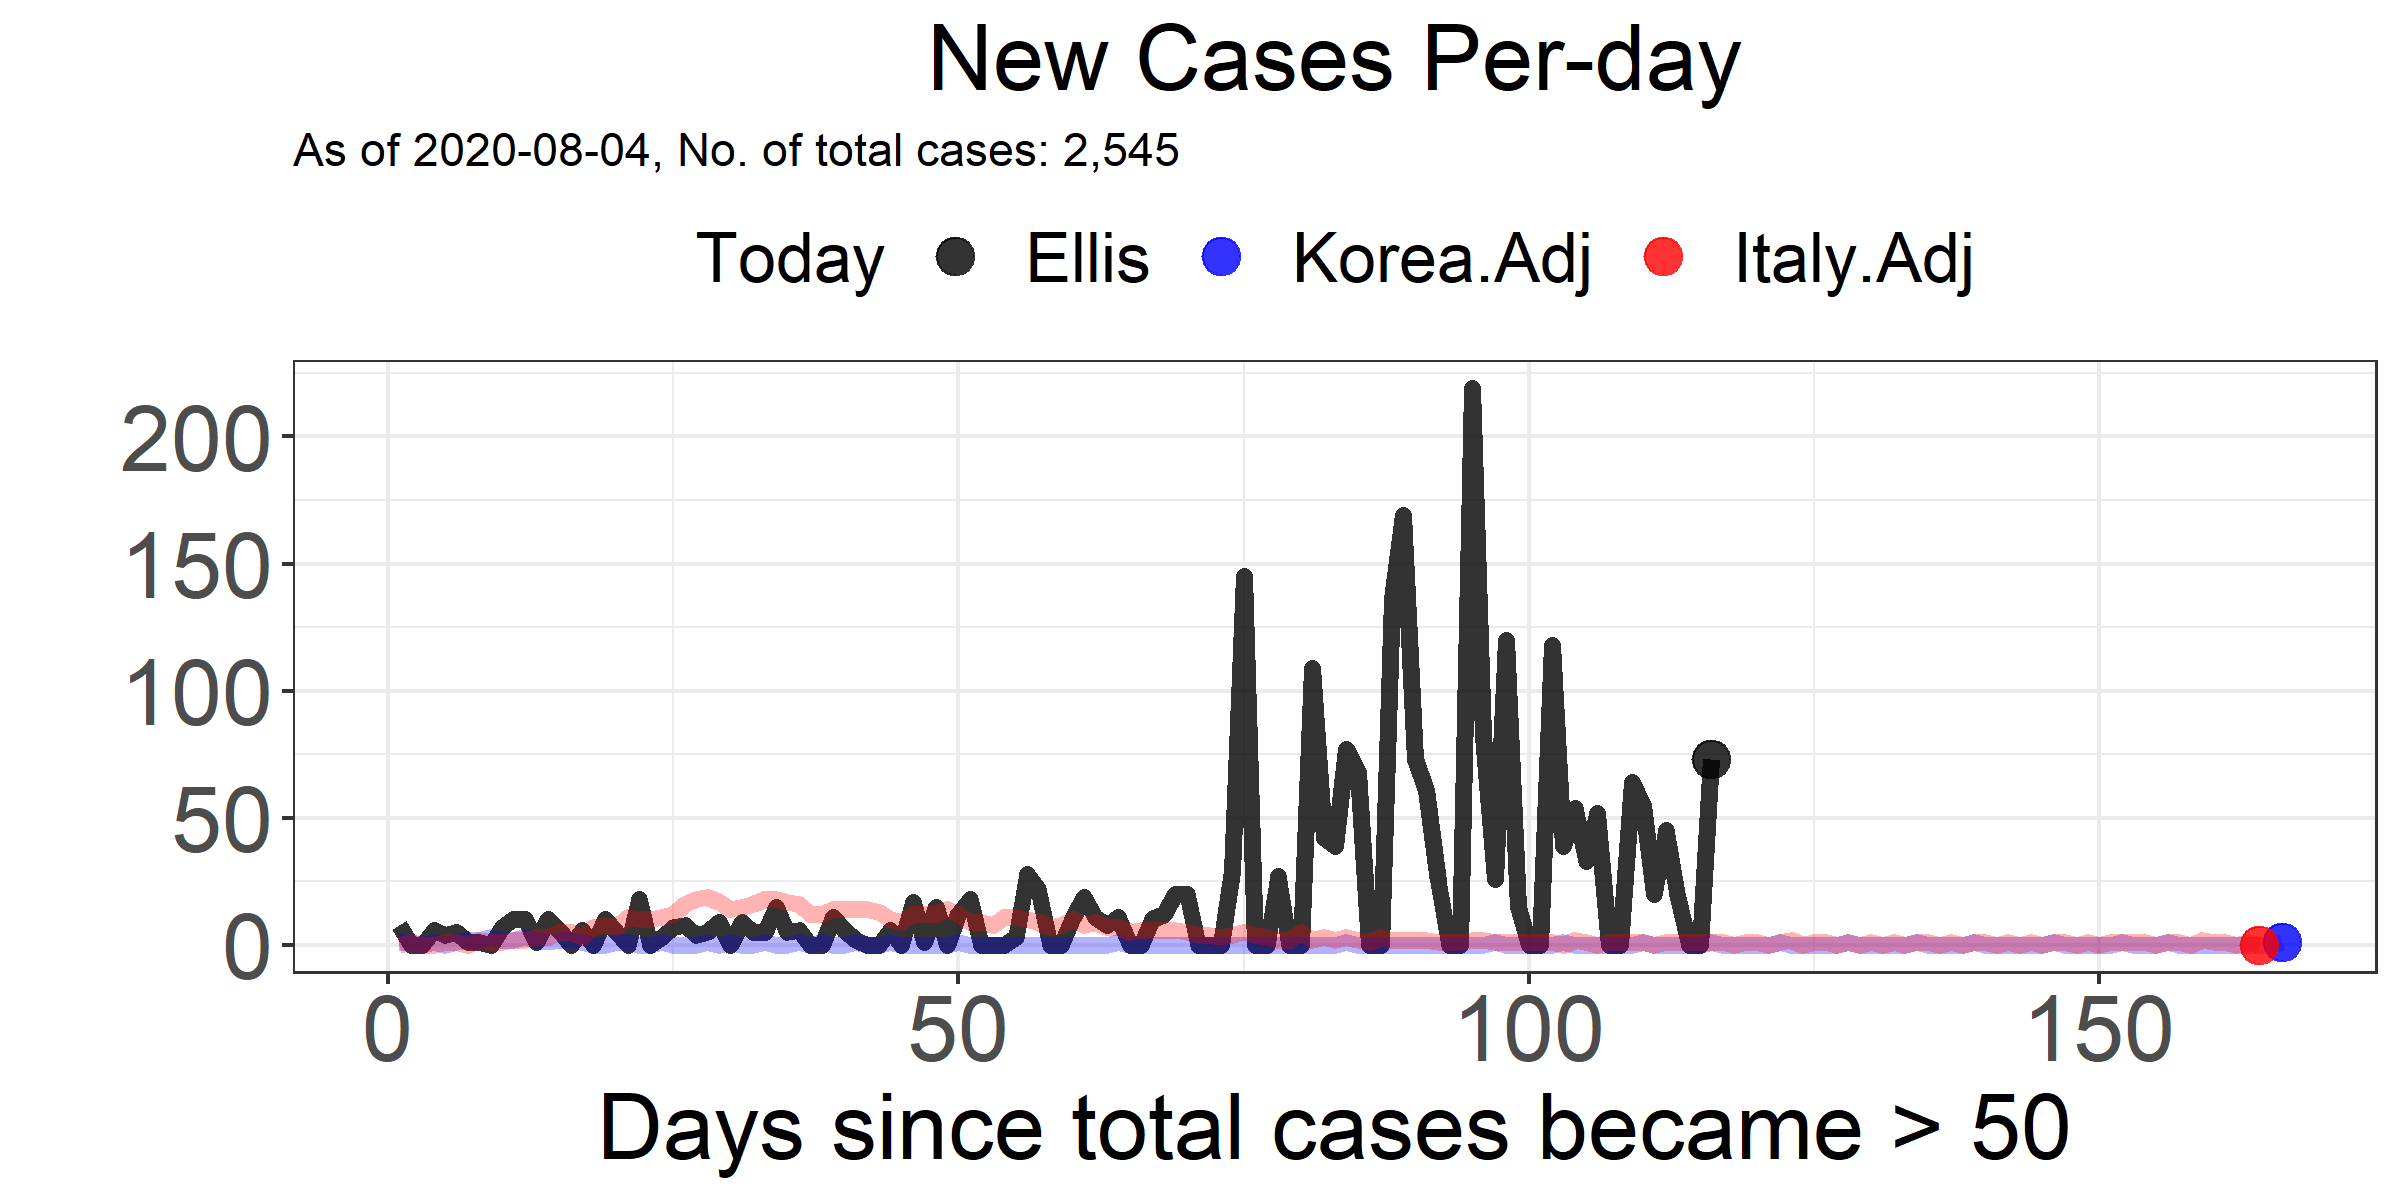 New Cases Per-day
As of 2020-08-04, No. of total cases: 2,545
Today Ellis Korea.Adj Italy.Adj
200
150
100
50
0
0 50 100 150
Days since total cases became > 50